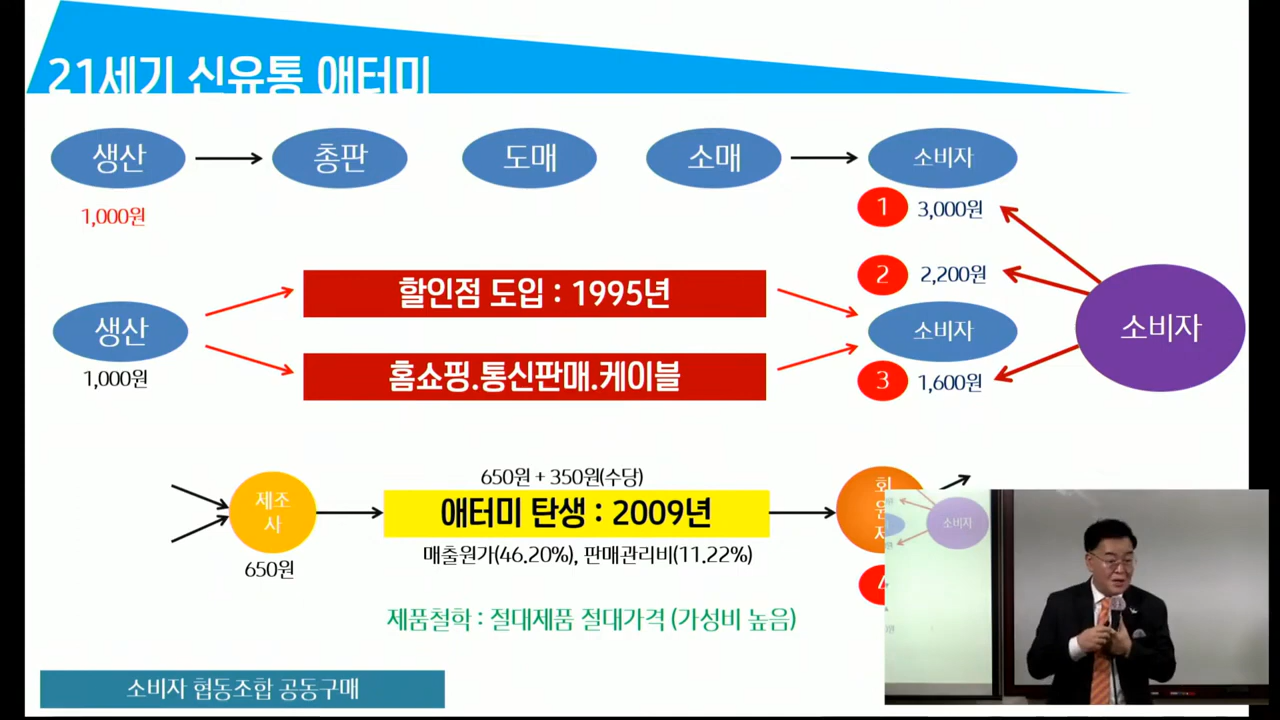 21세기 신유통 애터미
생산
총판
도매
소매
소비자
1,000원
1
3,000원
2
2,200원
할인점 도입 : 1995년
생산
소비자
소비자
홈쇼핑.통신판매.케이블
1,000원
3
1,600원
650원 + 350원(수당)
제조
사
애터미 탄생 : 2009년
회
원
제
650원
매출원가(46.20%), 판매관리비(11.22%)
4
제품철학 : 절대제품 절대가격 (가성비 높음)
소비자 협동조합 공동구매
소비자